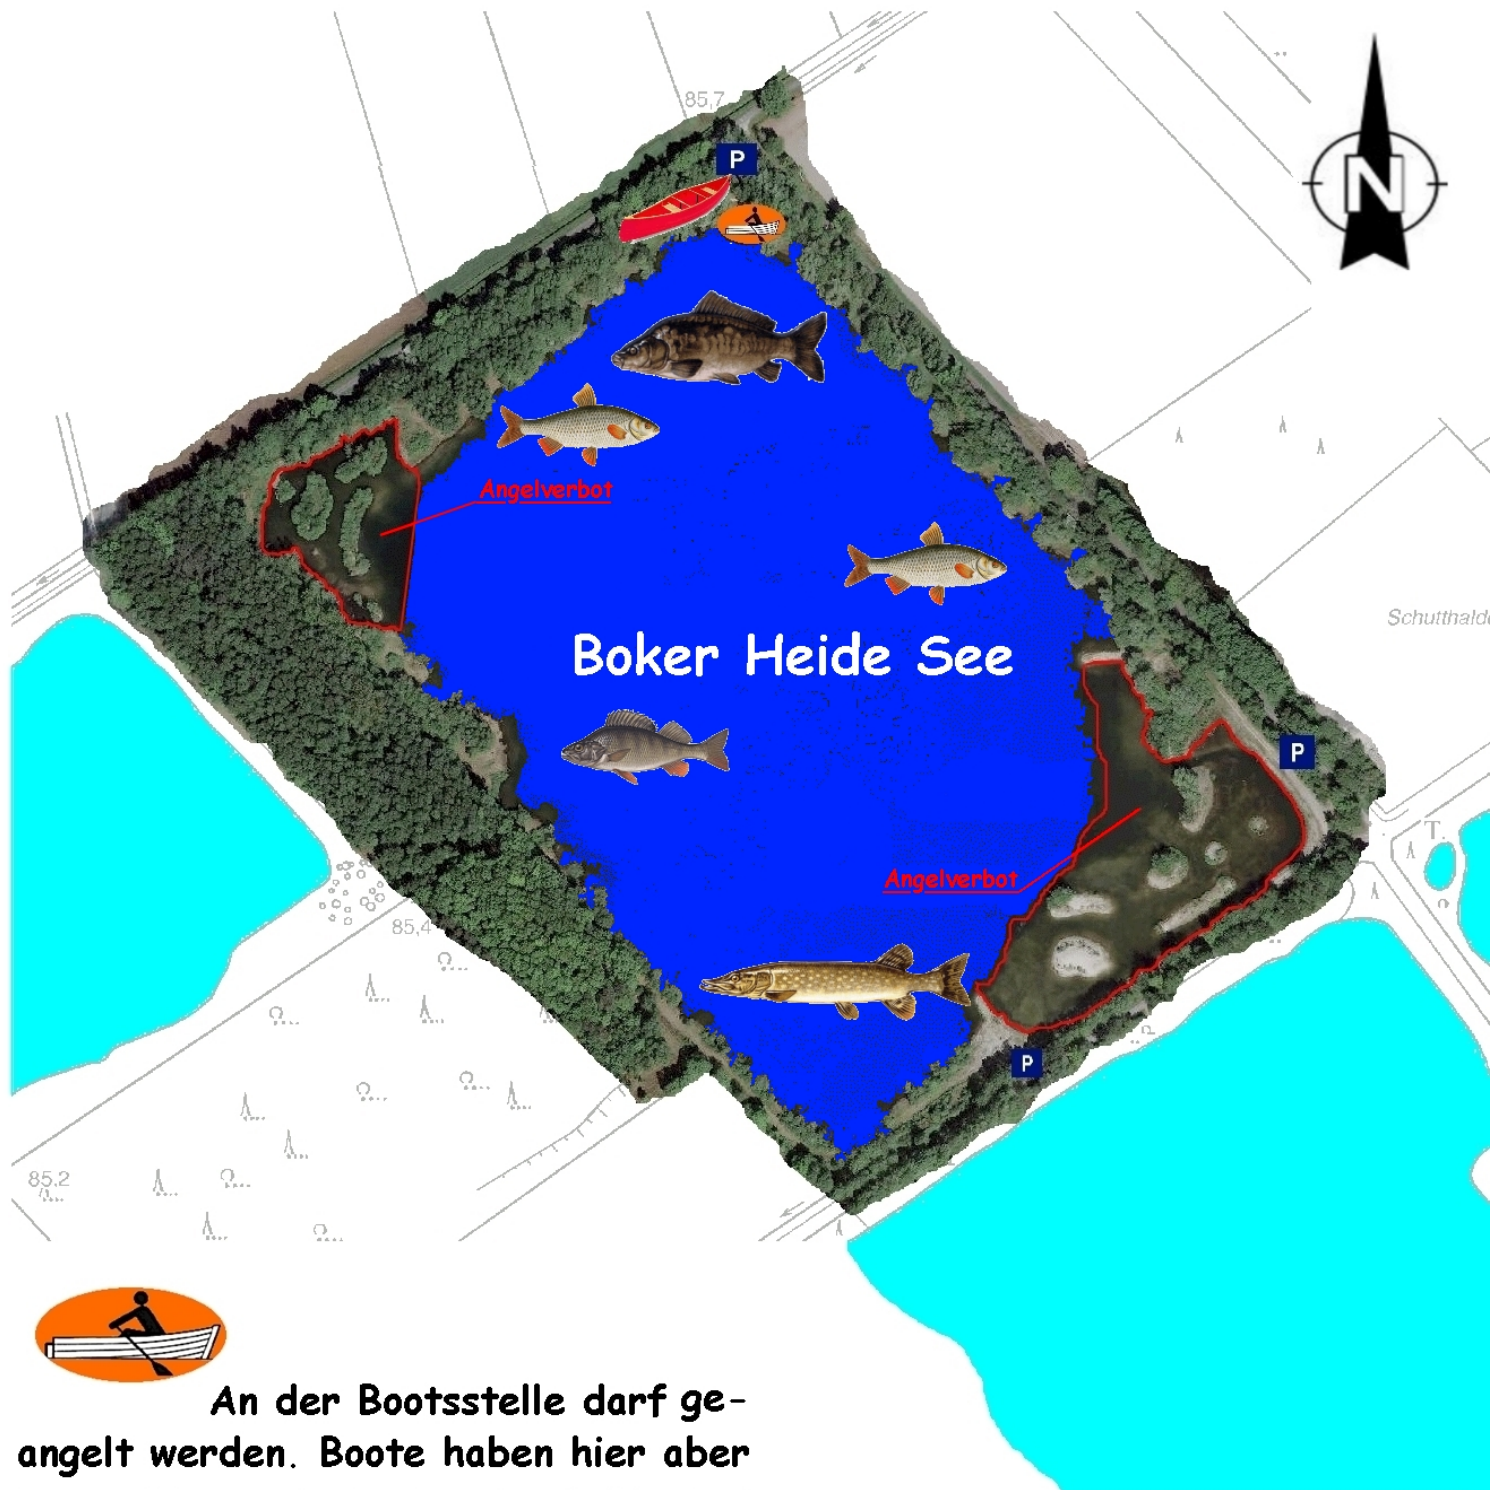 85,7
P
N
Angelverbot
Schutthalde
Boker Heide See
P
T.
Angelverbot
85,4
P
85,2
An der Bootsstelle darf ge-
angelt werden. Boote haben hier aber